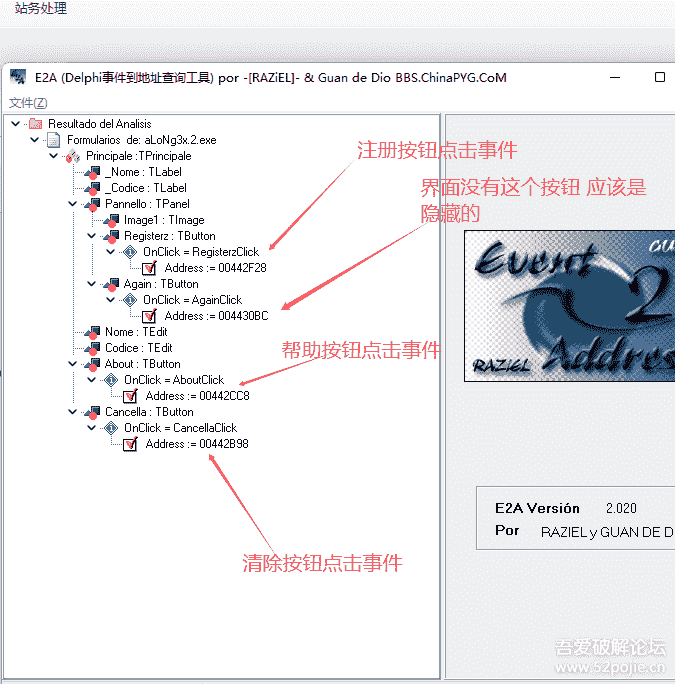 站务处理
E2A (Delphi事件到地址查询工具) por -[RAZiEL]- & Guan de Dio BBS.ChinaPYG.CoM
文件(Z)
Resultado del Analisis
Formularios de: aLoNg3x.2.exe
Principale :TPrincipale
_Nome : TLabel
_Codice : TLabel
Pannello : TPanel
Image1 : TImage
Registerz : TButton
OnClick = RegisterzClick
Address := 00442F28
Again : TButton
OnClick = AgainClick
Address := 004430BC
Nome : TEdit
Codice : TEdit
About : TButton
OnClick = AboutClick
Address := 00442CC8
Cancella : TButton
OnClick = CancellaClick
Address := 00442B98
注册按钮点击事件
界面没有这个按钮 应该是
隐藏的
帮助按钮点击事件
清除按钮点击事件
Event
GU
2
RAZIEL Addres
E2A Versión 2.020
Por RAZIEL y GUAN DE D
吾爱破解论坛
www.52pojie.cn